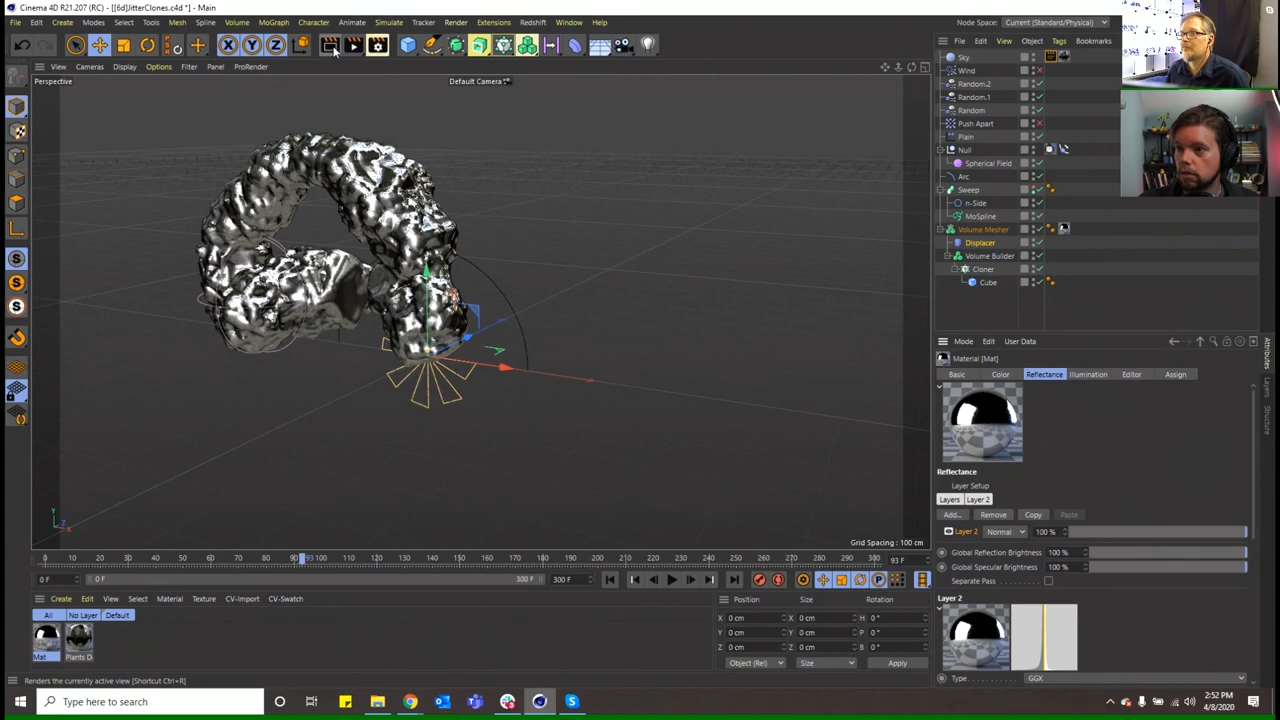 Cinema 4D R21.207 (RC) - [[6d]JitterClones.c4d *] - Main
File Edit Create Modes Select Tools Mesh Spline Volume MoGraph Character Animate Simulate Tracker Render Extensions Redshift Window Help
Node Space: Current (Standard/Physical)
View Cameras Display Options Filter Panel ProRender
File Edit View Object Tags Bookmarks
Perspective
Default Camera
Sky
Wind
Random.2
Random.1
Random
Push Apart
Plain
Null
Spherical Field
Arc
Sweep
n-Side
MoSpline
Volume Mesher
Displacer
Volume Builder
Cloner
Cube
Mode Edit User Data
Material [Mat]
Basic Color Reflectance Illumination Editor Assign
Reflectance
Layer Setup
Layers Layer 2
Add... Remove Copy Paste
Layer 2 Normal 100 %
Global Reflection Brightness 100 %
Global Specular Brightness 100 %
Separate Pass
Layer 2
Type GGX
Attributes
Layers
Structure
Grid Spacing : 100 cm
0 10 20 30 40 50 60 70 80 90 93 100 110 120 130 140 150 160 170 180 190 200 210 220 230 240 250 260 270 280 290 300 93 F
0 F 0 F 300 F 300 F
Create Edit View Select Material Texture CV-Import CV-Swatch
All No Layer Default
Mat Plants D
Position Size Rotation
X 0 cm X 0 cm H 0 °
Y 0 cm Y 0 cm P 0 °
Z 0 cm Z 0 cm B 0 °
Object (Rel) Size Apply
Renders the currently active view [Shortcut Ctrl+R]
Type here to search
2:52 PM
4/8/2020